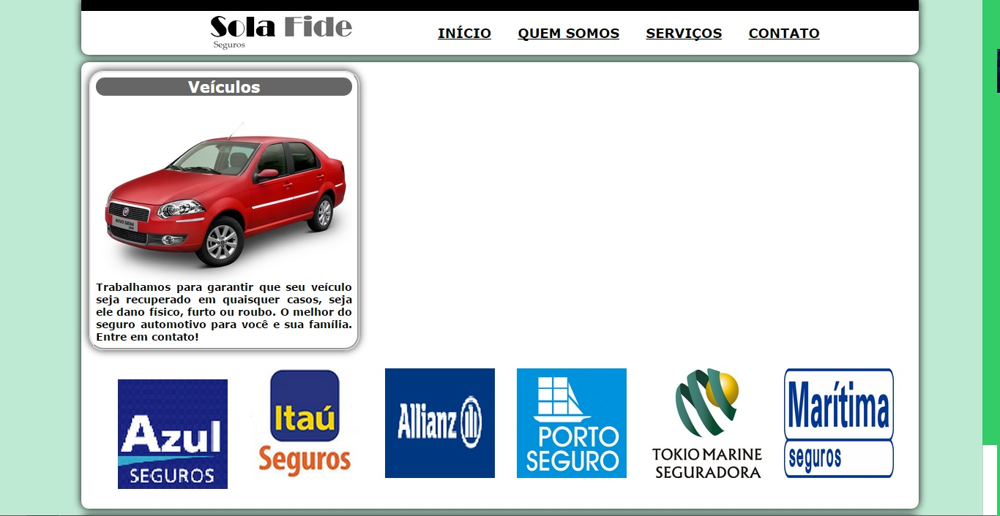 Sola Fide
Seguros
INÍCIO QUEM SOMOS SERVIÇOS CONTATO
Veículos
NOVO SIENA
Trabalhamos para garantir que seu veículo
seja recuperado em quaisquer casos, seja
ele dano físico, furto ou roubo. O melhor do
seguro automotivo para você e sua família.
Entre em contato!
Azul
SEGUROS
Itaú
Seguros
Allianz
PORTO
SEGURO
TOKIO MARINE
SEGURADORA
Marítima
seguros